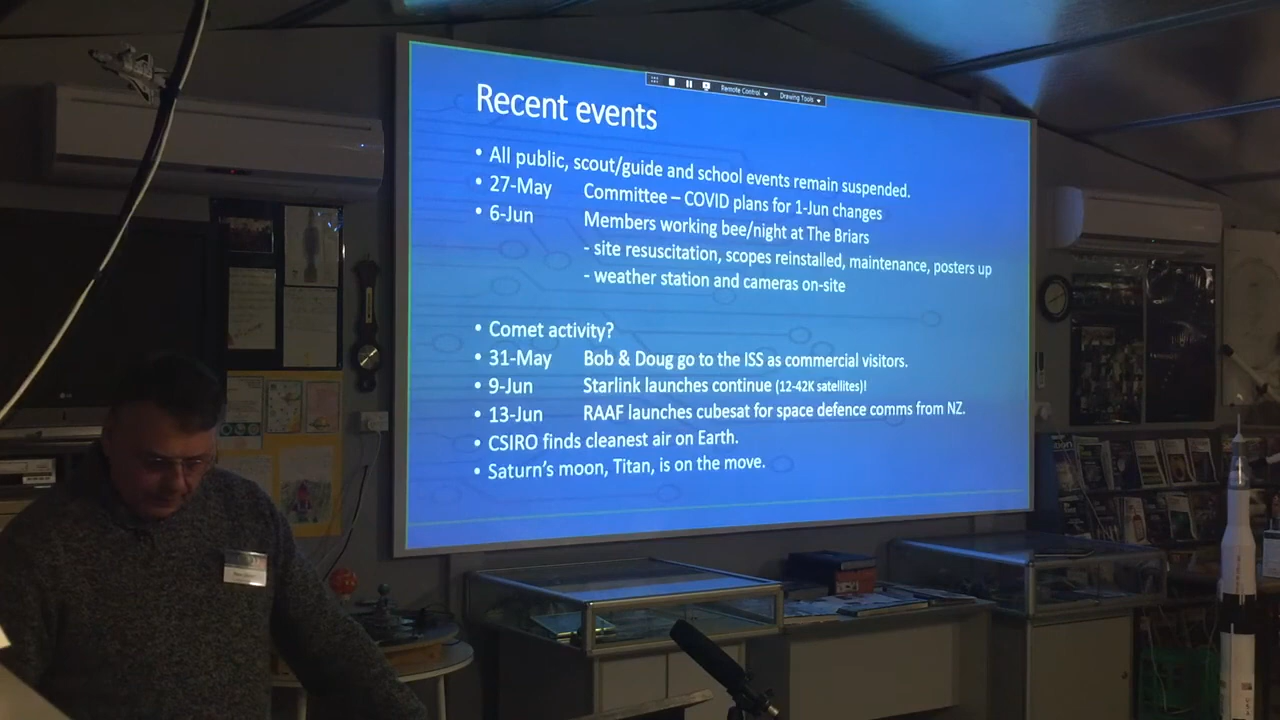 Remote Control
Drawing Tools
Recent events
• All public, scout/guide and school events remain suspended.
• 27-May Committee – COVID plans for 1-Jun changes
• 6-Jun Members working bee/night at The Briars
- site resuscitation, scopes reinstalled, maintenance, posters up
- weather station and cameras on-site
• Comet activity?
• 31-May Bob & Doug go to the ISS as commercial visitors.
• 9-Jun Starlink launches continue (12-42K satellites)!
• 13-Jun RAAF launches cubesat for space defence comms from NZ.
• CSIRO finds cleanest air on Earth.
• Saturn's moon, Titan, is on the move.